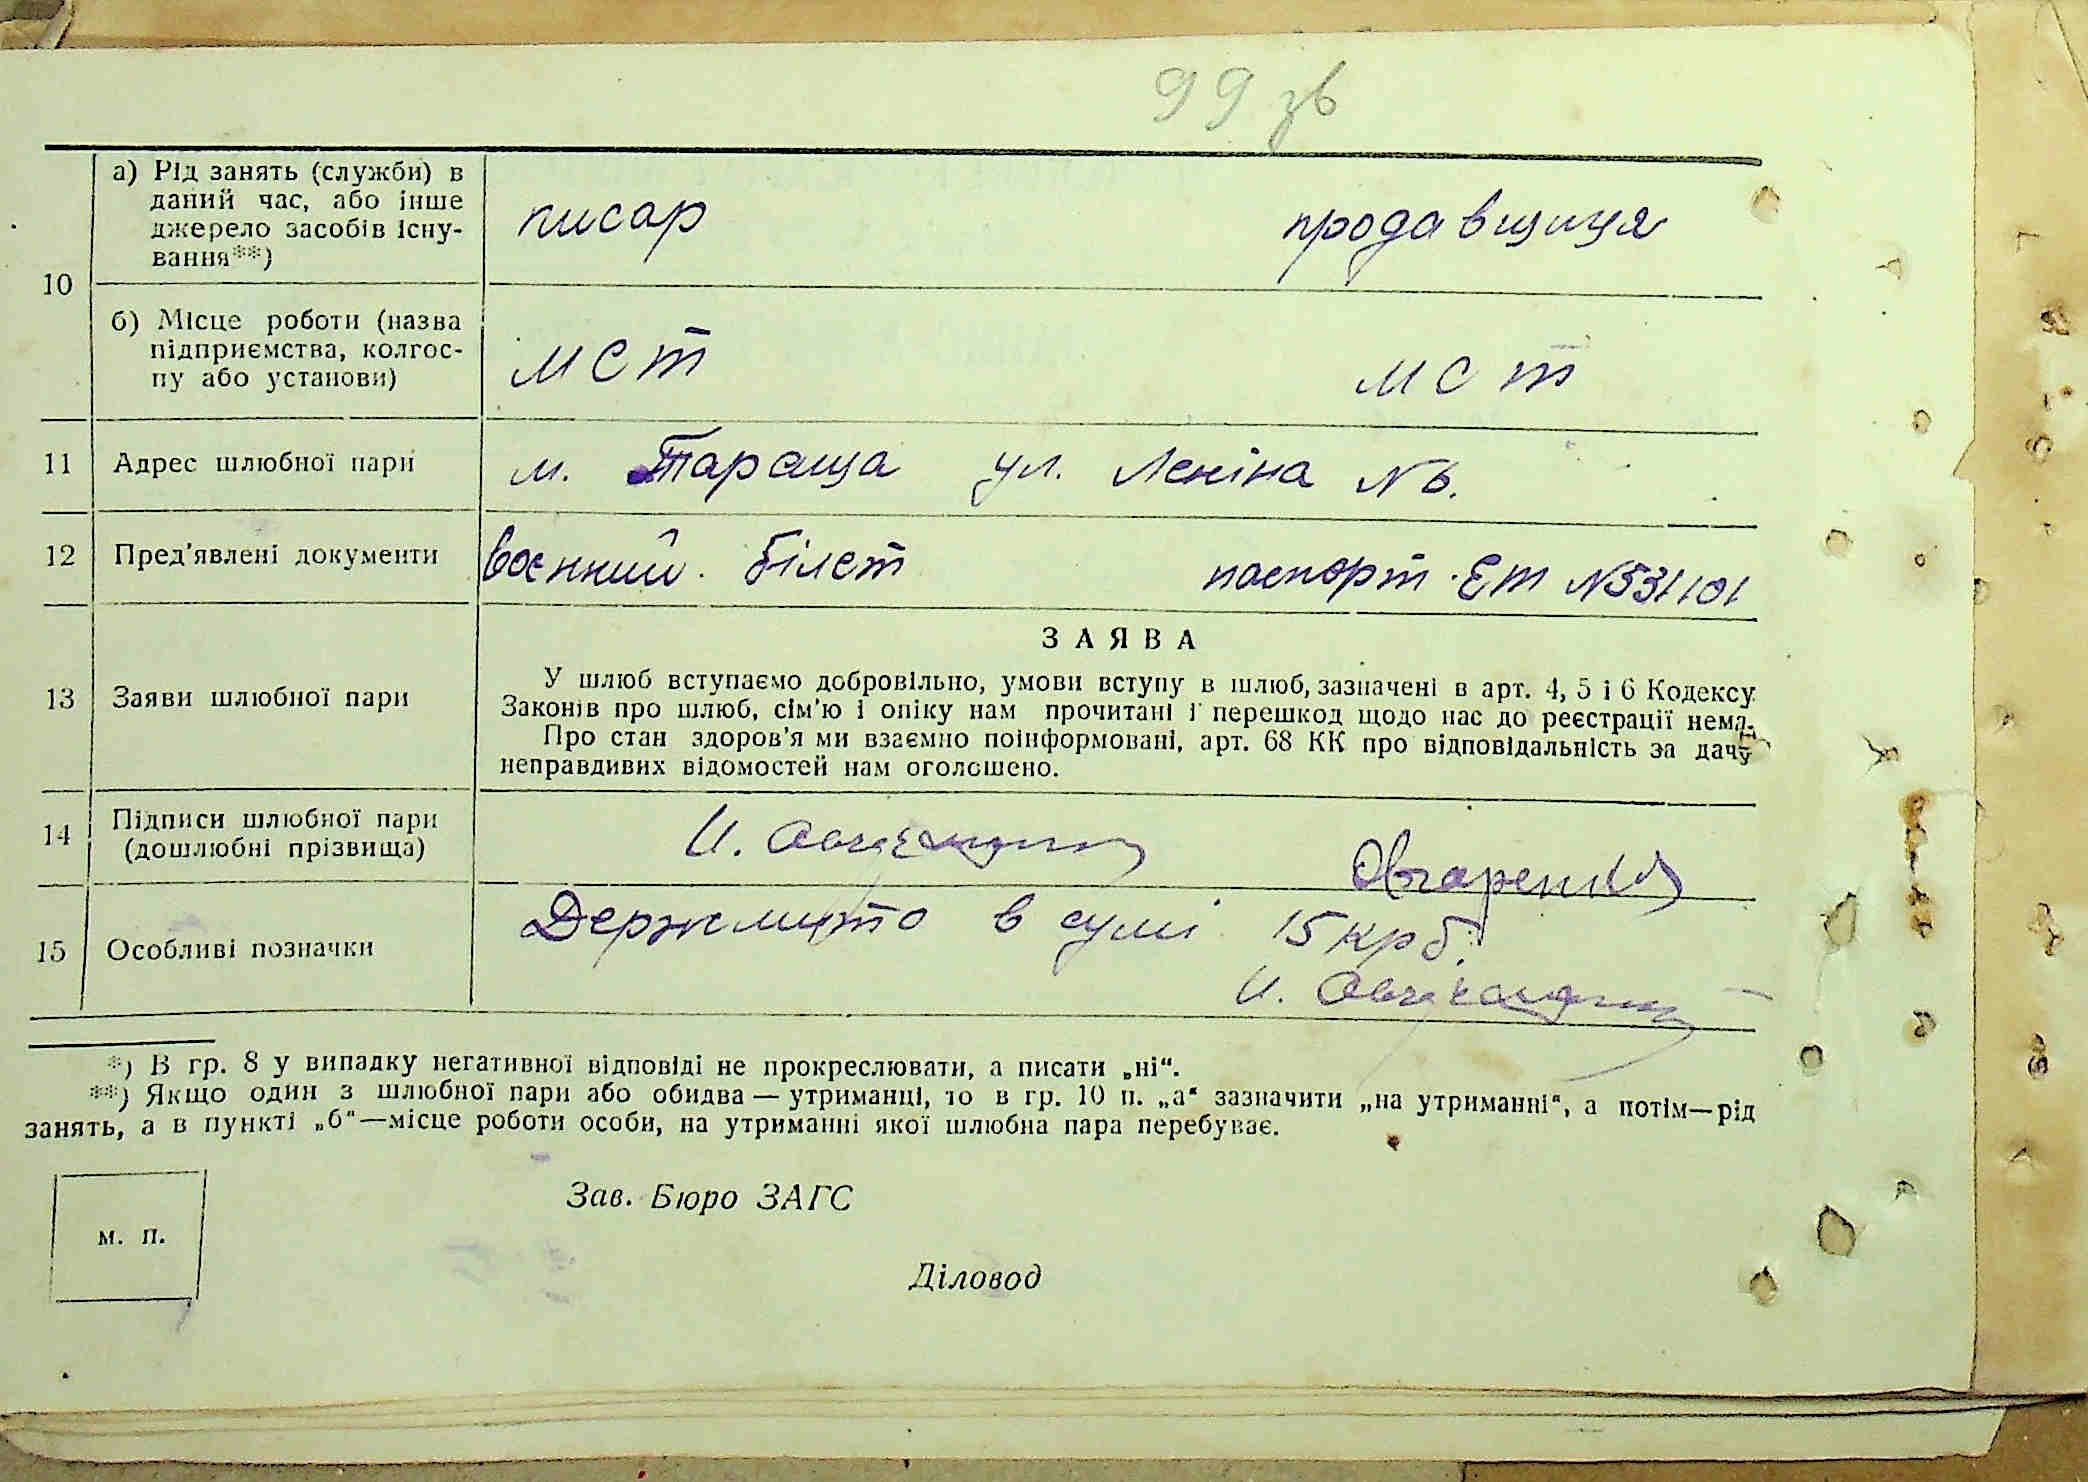 99 зв
10
а) Рід занять (служби) в
даний час, або інше
джерело засобів існу-
вання**)
писар продавщиця
б) Місце роботи (назва
підприємства, колгос-
пу або установи)
МСТ МСТ
11 Адрес шлюбної пари м. Тараща ул. Леніна № 6.
12 Пред'явлені документи воєнний білет паспорт ЕТ №531101
13 Заяви шлюбної пари
ЗАЯВА
У шлюб вступаємо добровільно, умови вступу в шлюб, зазначені в арт. 4, 5 і 6 Кодексу
Законів про шлюб, сім'ю і опіку нам прочитані і перешкод щодо нас до реєстрації нема.
Про стан здоров'я ми взаємно поінформовані, арт. 68 КК про відповідальність за дачу
неправдивих відомостей нам оголошено.
14 Підписи шлюбної пари
(дошлюбні прізвища)
И. Овчаренко
15 Особливі позначки
Держмито в сумі 15 крб.
И.
*) В гр. 8 у випадку негативної відповіді не прокреслювати, а писати „ні“.
**) Якщо один з шлюбної пари або обидва — утриманці, то в гр. 10 п. „а“ зазначити „на утриманні“, а потім—рід
занять, а в пункті „б“—місце роботи особи, на утриманні якої шлюбна пара перебуває.
м. п.
Зав. Бюро ЗАГС
Діловод